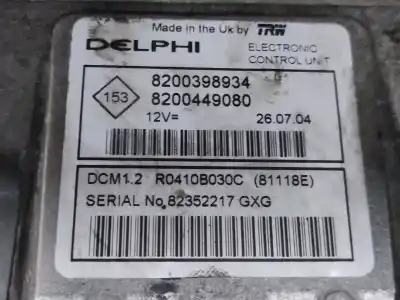 Made in the Uk by TRW
DELPHI
ELECTRONIC
CONTROL UNIT
153
8200398934
8200449080
12V=
26.07.04
DCM1.2 R0410B030C (81118E)
SERIAL No.82352217 GXG